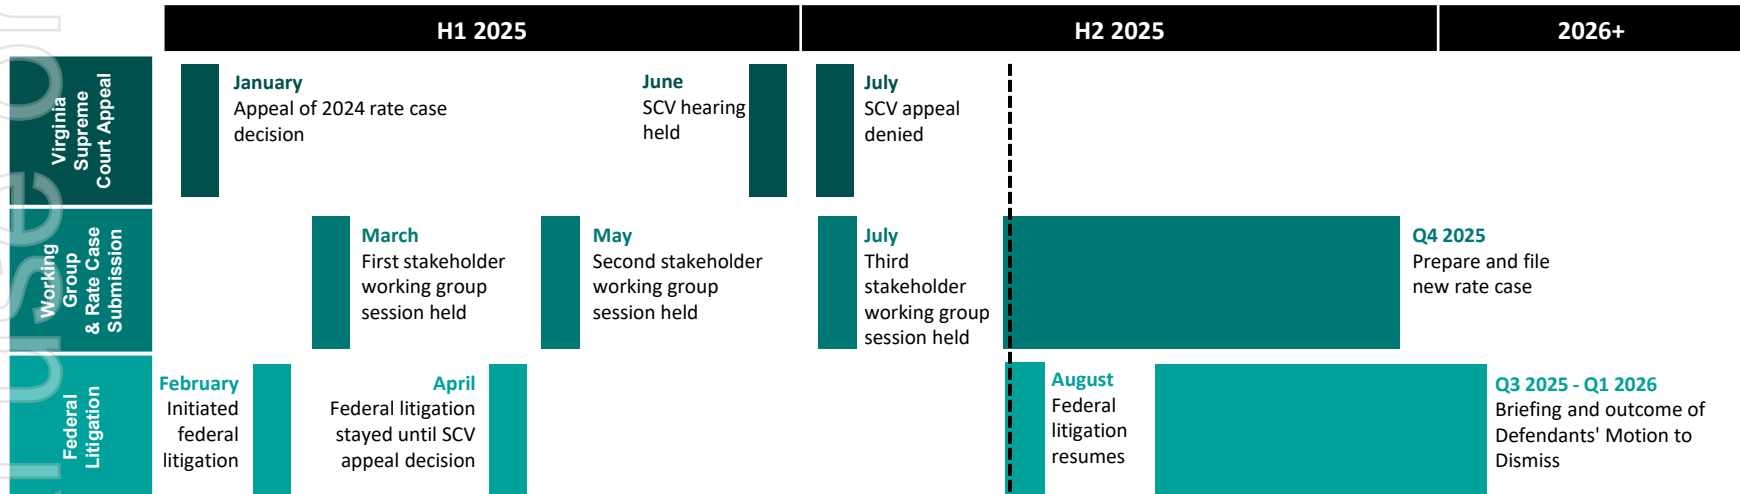 H1 2025
H2 2025
2026+
Virginia
Supreme
Court Appeal
January
Appeal of 2024 rate case
decision
June
SCV hearing
held
July
SCV appeal
denied
Working
Group
& Rate Case
Submission
March
First stakeholder
working group
session held
May
Second stakeholder
working group
session held
July
Third
stakeholder
working group
session held
Q4 2025
Prepare and file
new rate case
Federal
Litigation
February
Initiated
federal
litigation
April
Federal litigation
stayed until SCV
appeal decision
August
Federal
litigation
resumes
Q3 2025 - Q1 2026
Briefing and outcome of
Defendants' Motion to
Dismiss
use